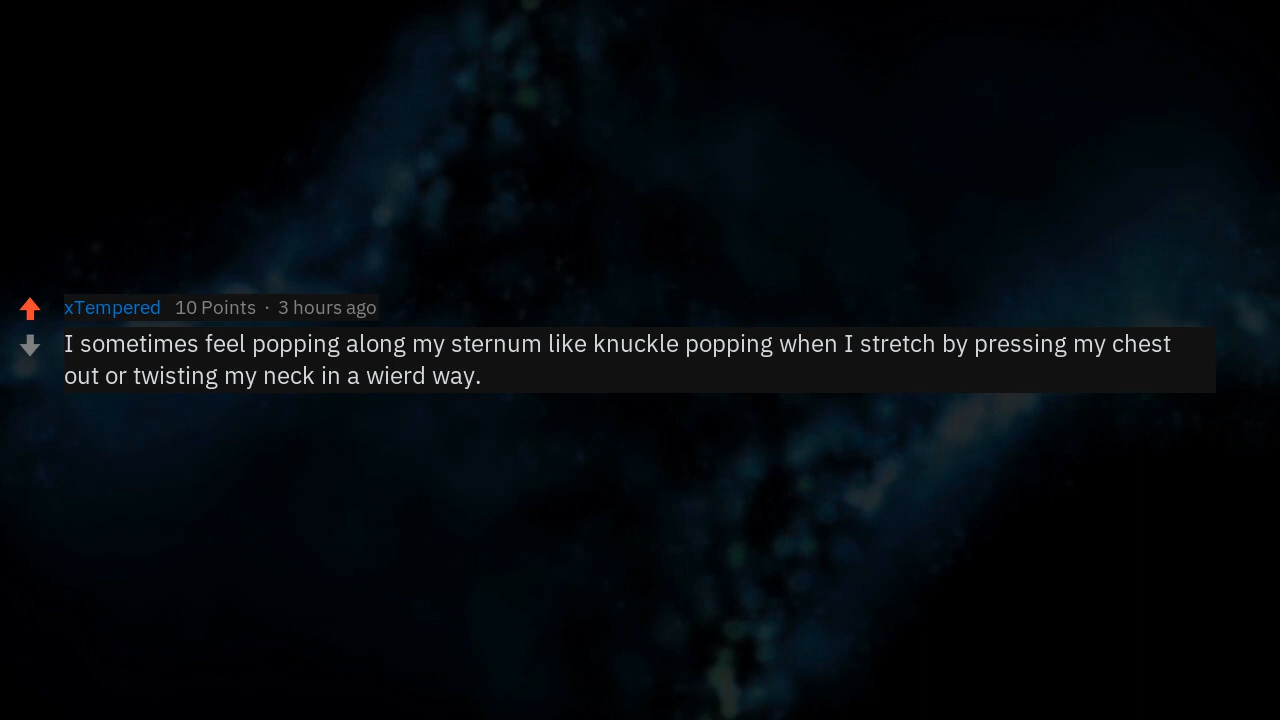 xTempered 10 Points · 3 hours ago
I sometimes feel popping along my sternum like knuckle popping when I stretch by pressing my chest
out or twisting my neck in a wierd way.